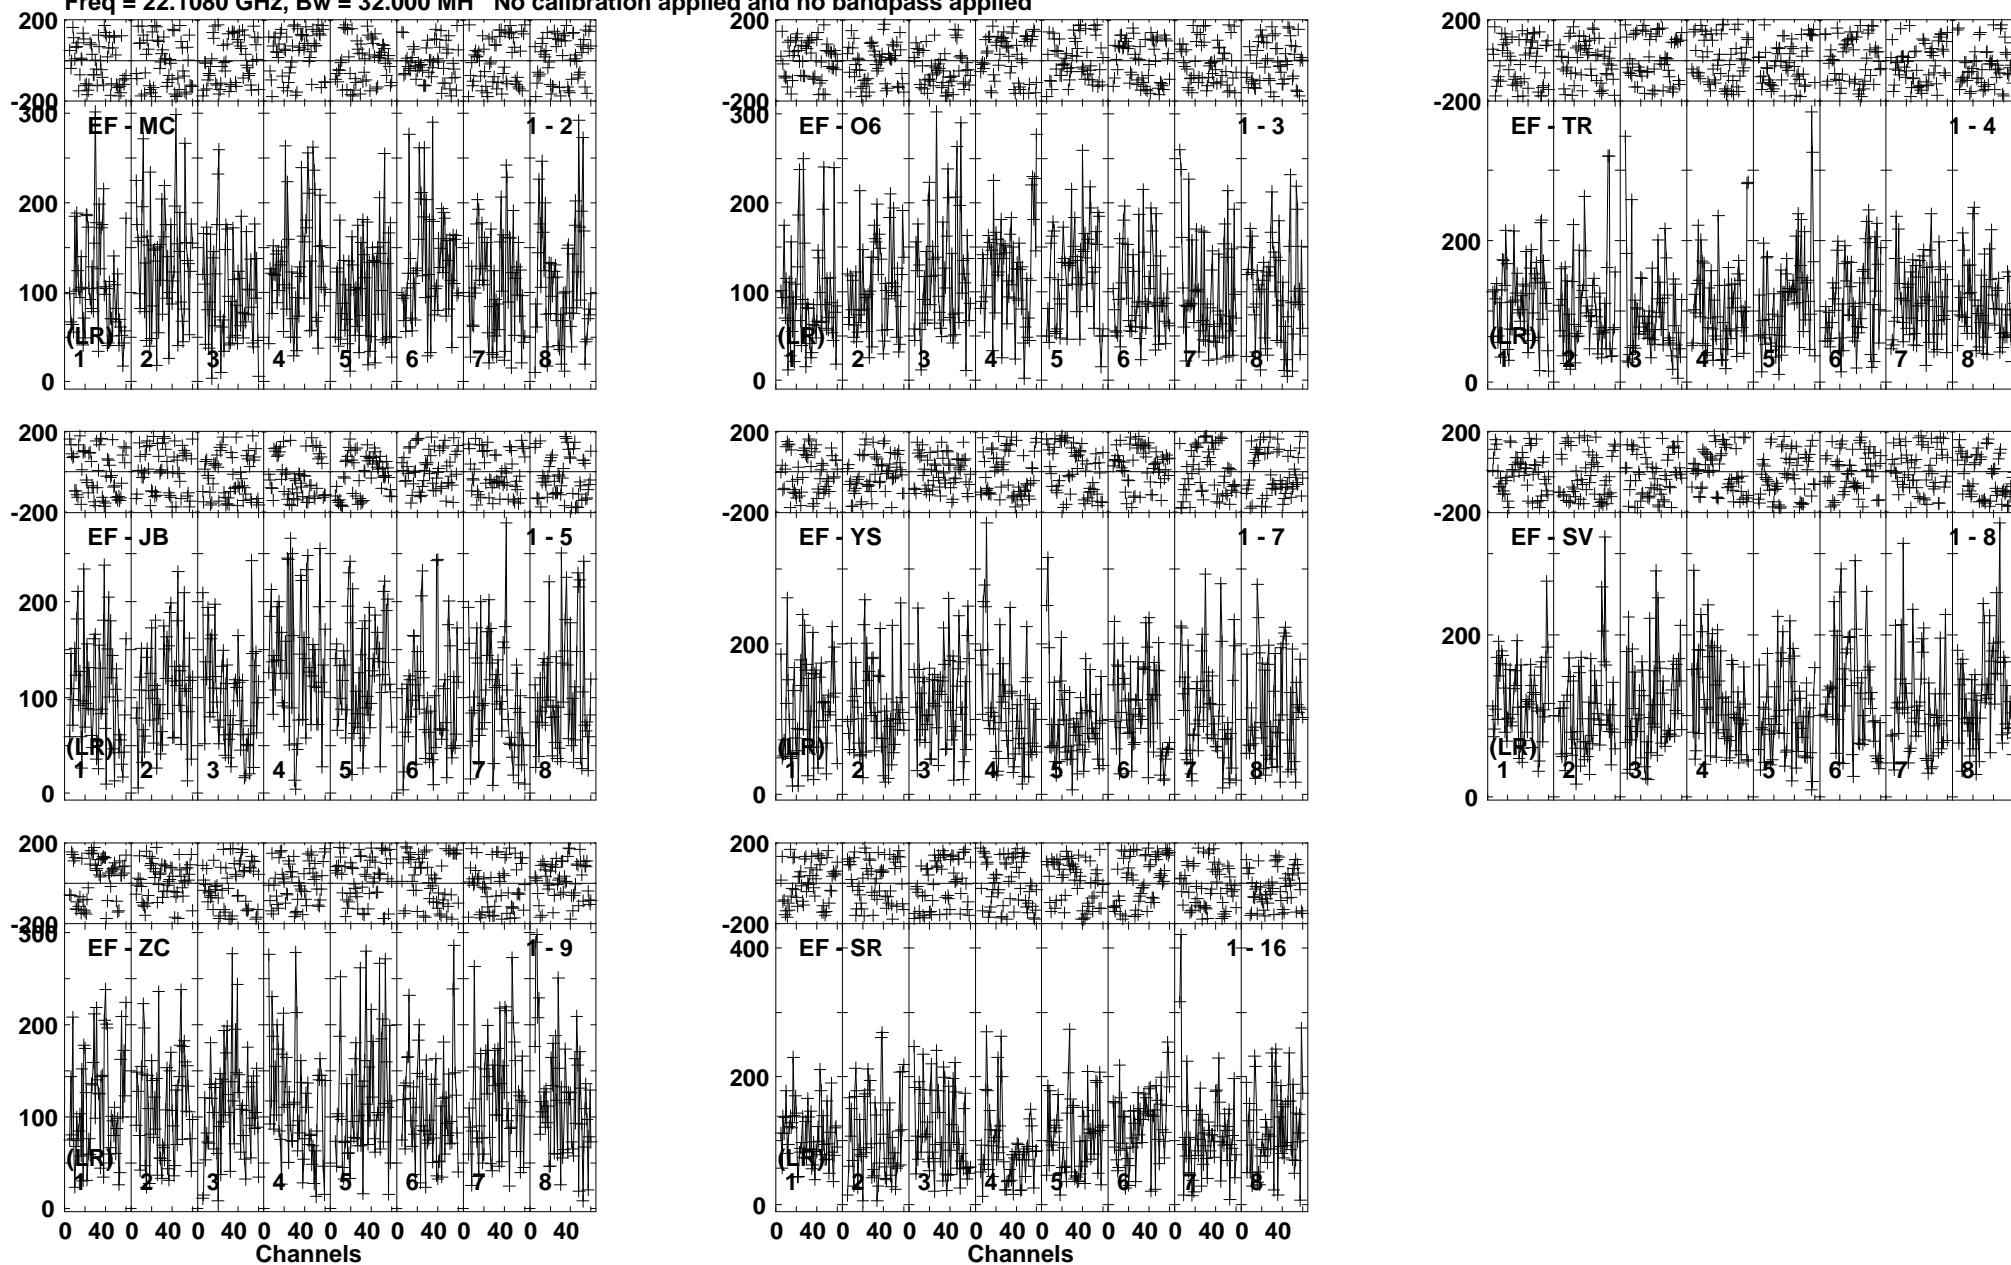 Freq = 22.1080 GHz, Bw = 32.000 MH   No calibration applied and no bandpass applied
200 200 200
-200 -200 -200
300 EF - MC 1 - 2 300 EF - O6 1 - 3 EF - TR 1 - 4
200 200 200
100 100
(LR) (LR) (LR)
1 2 3 4 5 6 7 8 1 2 3 4 5 6 7 8 1 2 3 4 5 6 7 8
0 0 0
200 200 200
-200 -200 -200
EF - JB 1 - 5 EF - YS 1 - 7 EF - SV 1 - 8
200 200 200
100
(LR) (LR) (LR)
1 2 3 4 5 6 7 8 1 2 3 4 5 6 7 8 1 2 3 4 5 6 7 8
0 0 0
200 200
-200 -200
300 EF - ZC 1 - 9 400 EF - SR 1 - 16
200 200
100
(LR) (LR)
1 2 3 4 5 6 7 8 1 2 3 4 5 6 7 8
0 0
0 40 0 40 0 40 0 40 0 40 0 40 0 40 0 40 0 40 0 40 0 40 0 40 0 40 0 40 0 40 0 40
Channels Channels